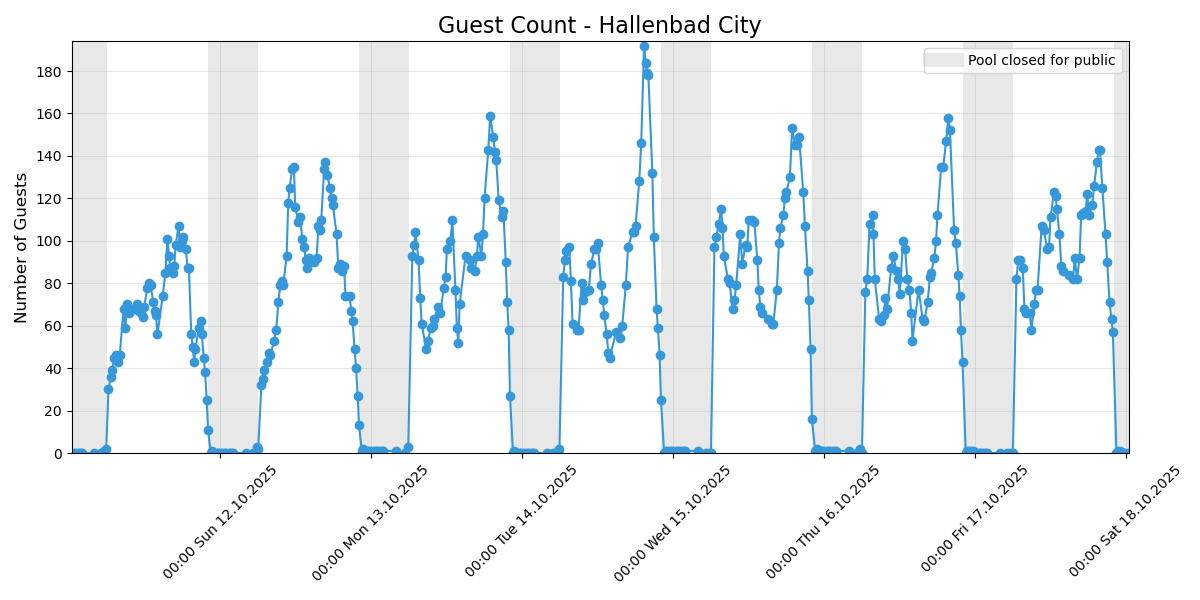 Guest Count - Hallenbad City
Pool closed for public
Number of Guests
180
160
140
120
100
80
60
40
20
0
00:00 Sun 12.10.2025
00:00 Mon 13.10.2025
00:00 Tue 14.10.2025
00:00 Wed 15.10.2025
00:00 Thu 16.10.2025
00:00 Fri 17.10.2025
00:00 Sat 18.10.2025